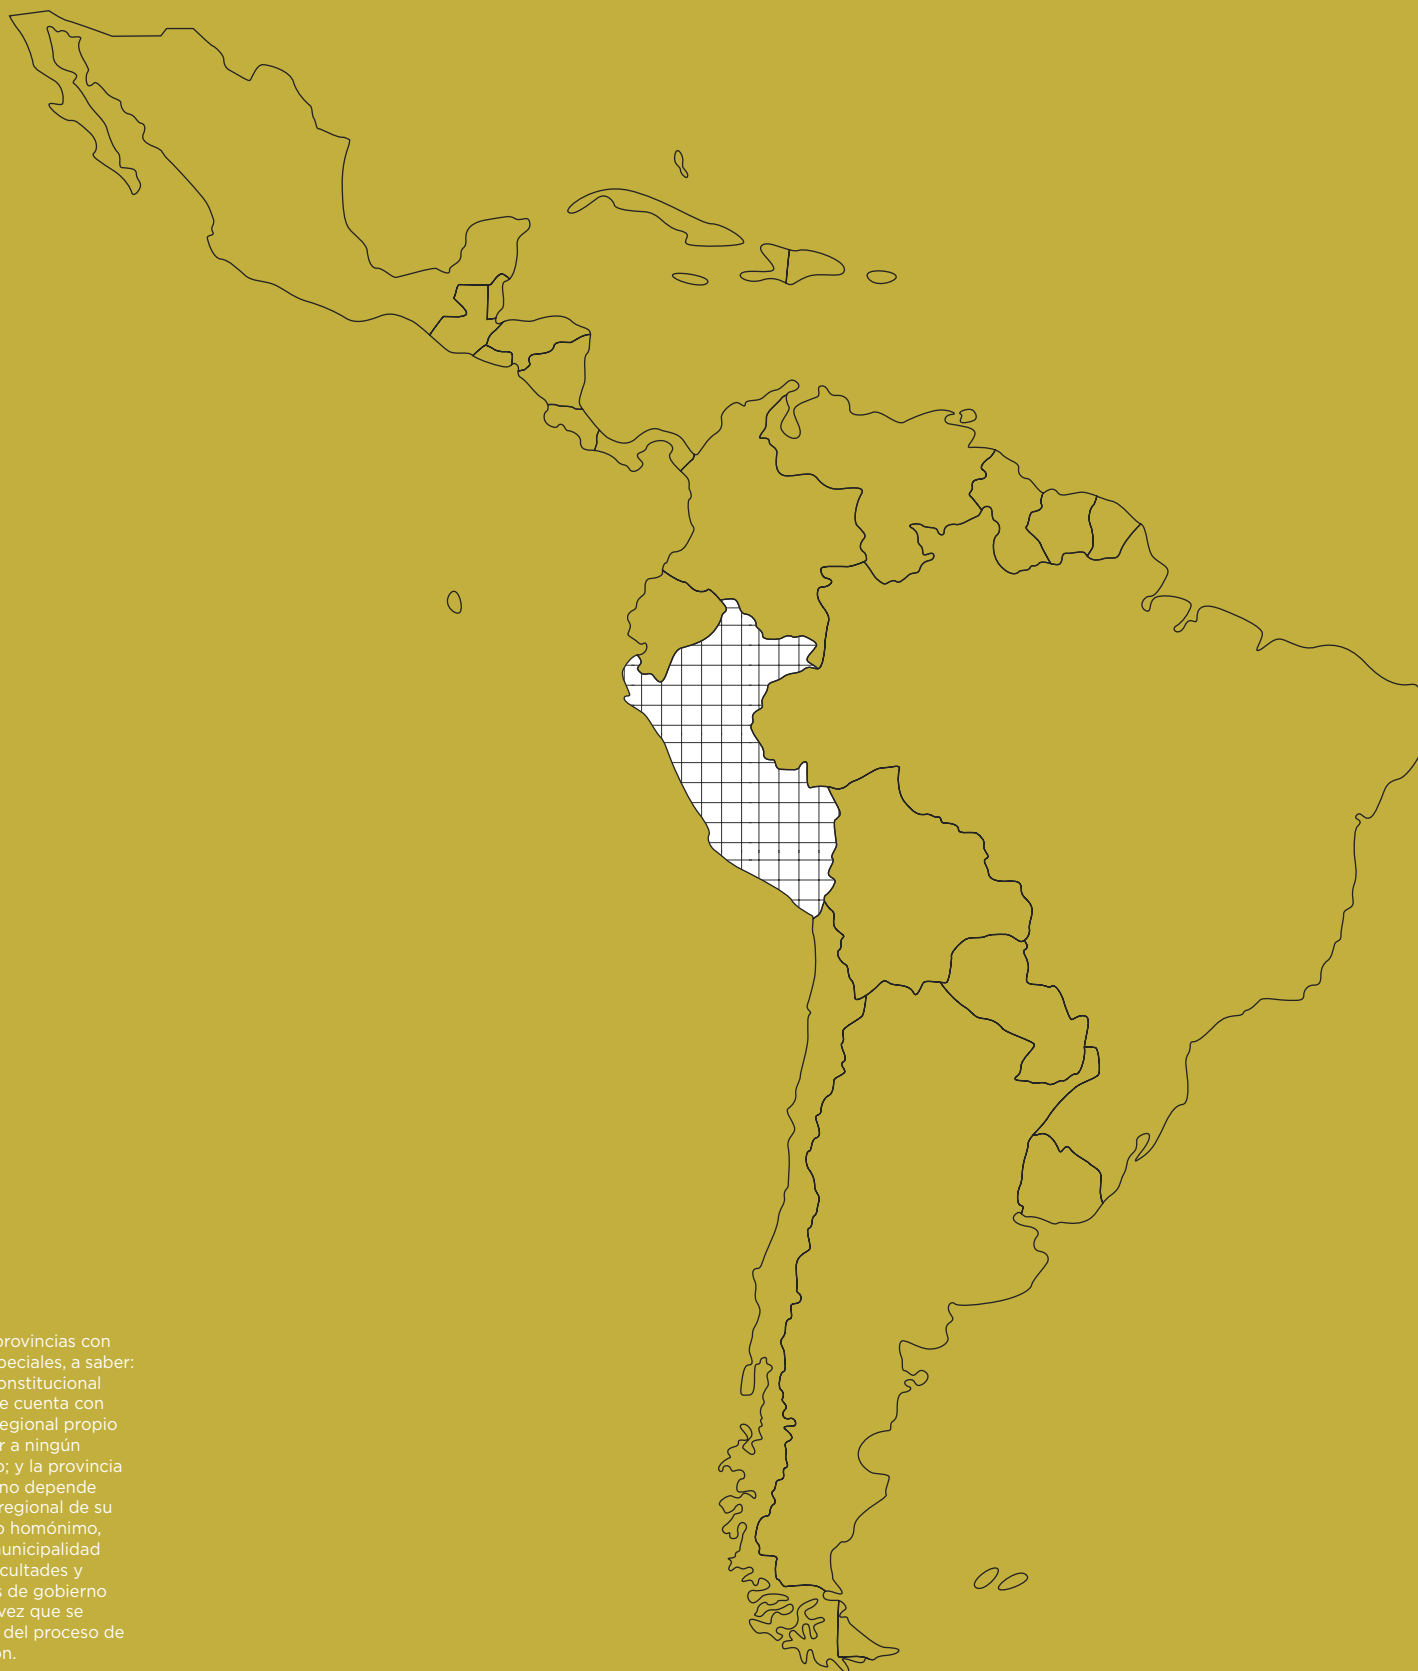 provincias con
peciales, a saber:
onstitucional
e cuenta con
egional propio
r a ningún
o; y la provincia
no depende
regional de su
o homónimo,
unicipalidad
cultades y
s de gobierno
vez que se
del proceso de
ón.